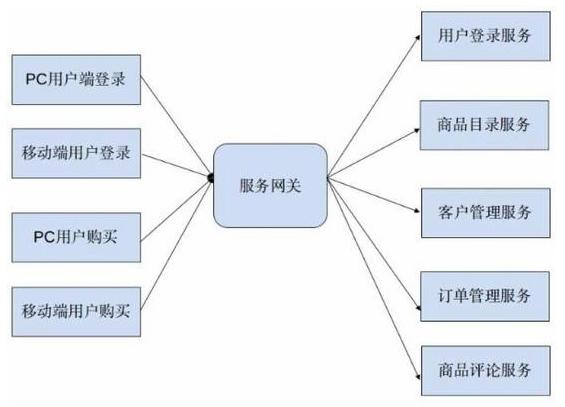 PC用户端登录
移动端用户登录
PC用户购买
移动端用户购买
服务网关
用户登录服务
商品目录服务
客户管理服务
订单管理服务
商品评论服务